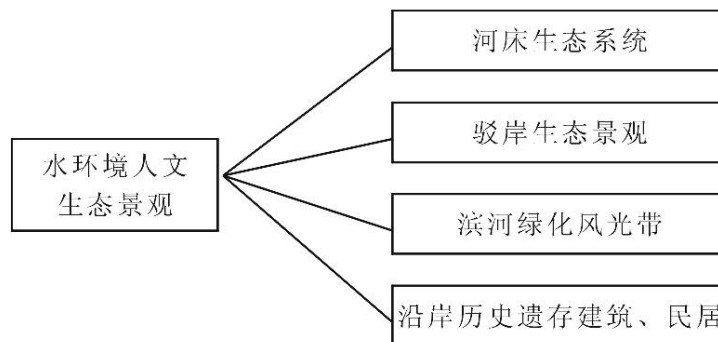 河床生态系统
驳岸生态景观
水环境人文
生态景观
滨河绿化风光带
沿岸历史遗存建筑、民居